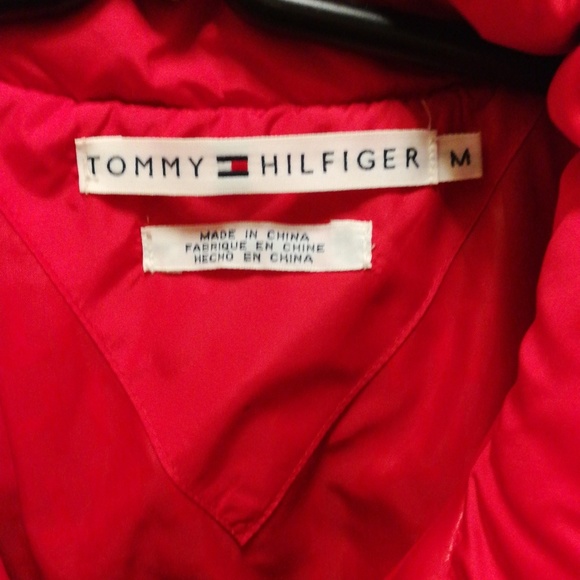 TOMMY HILFIGER M
MADE IN CHINA
FABRIQUE EN CHINE
HECHO EN CHINA